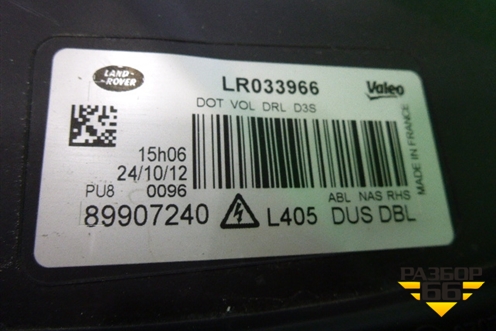 LAND
ROVER
LR033966
Valeo
DOT VOL DRL D3S
15h06
24/10/12
PU8 0096
MADE IN FRANCE
ABL NAS RHS
89907240 L405 DUS DBL
РАЗБОР
66